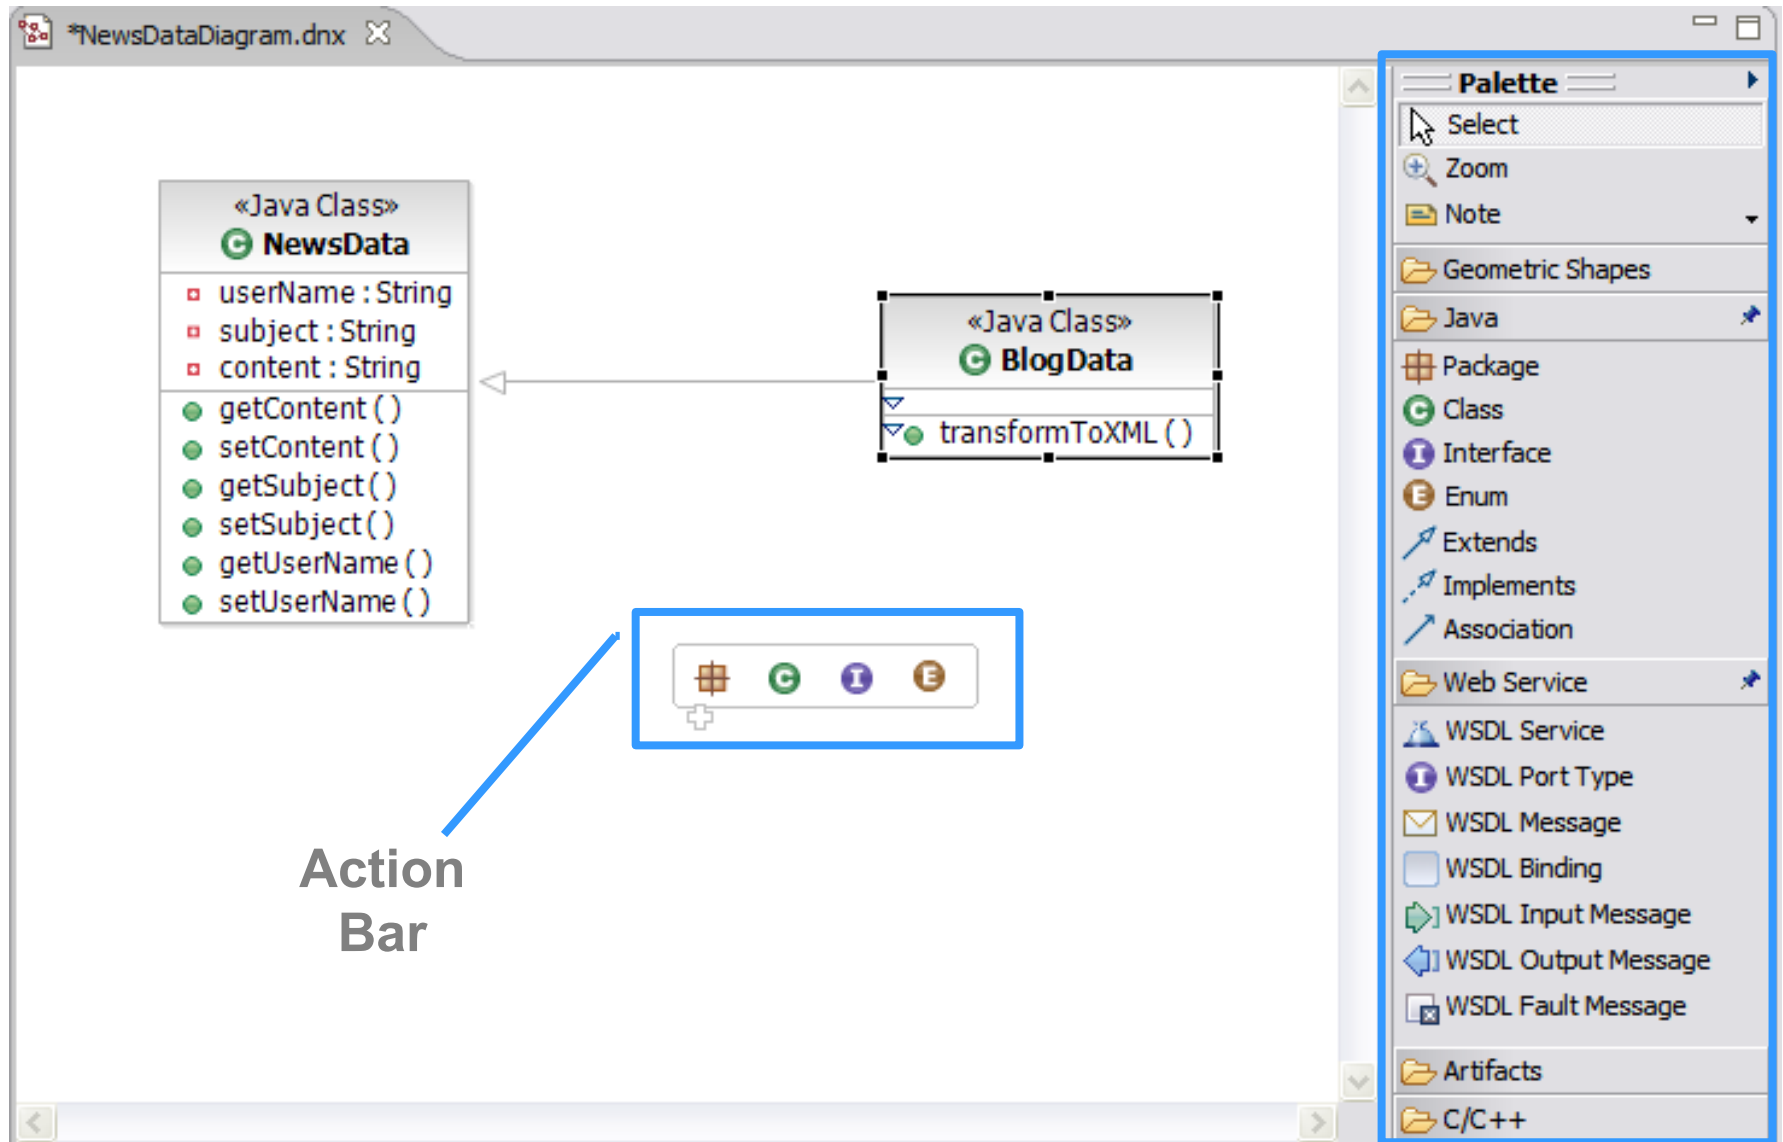 *NewsDataDiagram.dnx
«Java Class»
NewsData
userName : String
subject : String
content : String
getContent ( )
setContent ( )
getSubject ( )
setSubject ( )
getUserName ( )
setUserName ( )
«Java Class»
BlogData
transformToXML ( )
Action
Bar
Palette
Select
Zoom
Note
Geometric Shapes
Java
Package
Class
Interface
Enum
Extends
Implements
Association
Web Service
WSDL Service
WSDL Port Type
WSDL Message
WSDL Binding
WSDL Input Message
WSDL Output Message
WSDL Fault Message
Artifacts
C/C++